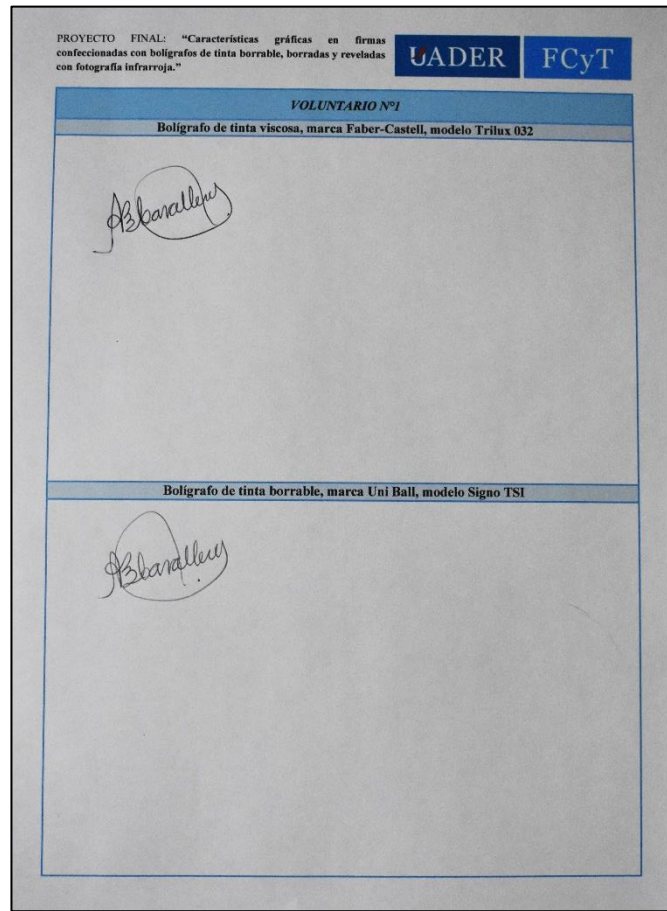 PROYECTO FINAL: “Características gráficas en firmas
confeccionadas con bolígrafos de tinta borrable, borradas y reveladas
con fotografía infrarroja.”
UADER
FCyT
VOLUNTARIO Nº1
Bolígrafo de tinta viscosa, marca Faber-Castell, modelo Trilux 032
Bolígrafo de tinta borrable, marca Uni Ball, modelo Signo TSI